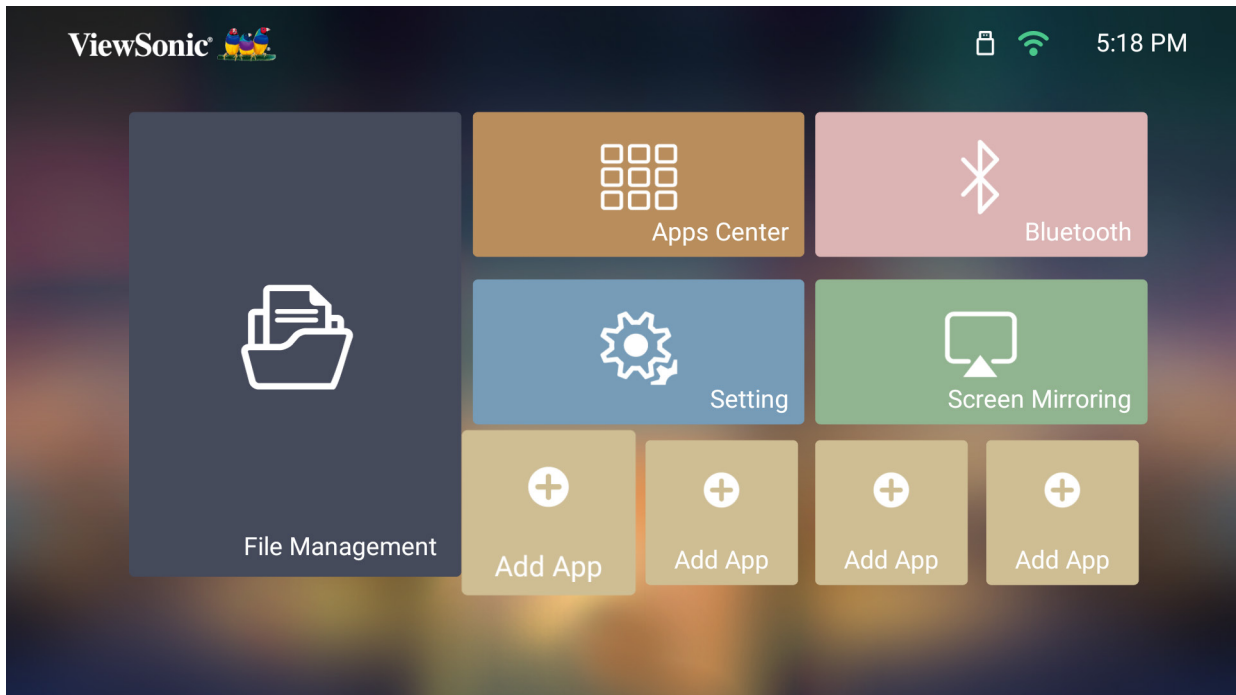 ViewSonic®
5:18 PM
Apps Center
Bluetooth
Setting
Screen Mirroring
File Management
Add App
Add App
Add App
Add App